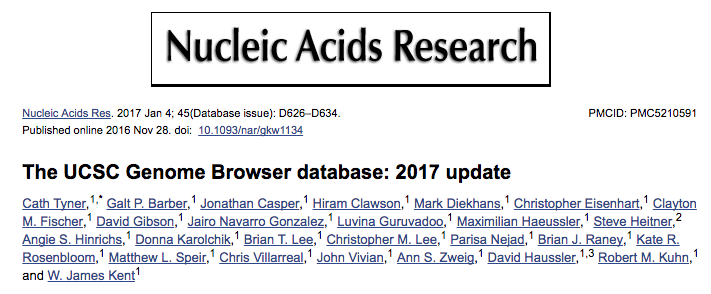 Nucleic Acids Research
Nucleic Acids Res. 2017 Jan 4; 45(Database issue): D626–D634.
PMCID: PMC5210591
Published online 2016 Nov 28. doi: 10.1093/nar/gkw1134
The UCSC Genome Browser database: 2017 update
Cath Tyner,1,* Galt P. Barber,1 Jonathan Casper,1 Hiram Clawson,1 Mark Diekhans,1 Christopher Eisenhart,1 Clayton
M. Fischer,1 David Gibson,1 Jairo Navarro Gonzalez,1 Luvina Guruvadoo,1 Maximilian Haeussler,1 Steve Heitner,2
Angie S. Hinrichs,1 Donna Karolchik,1 Brian T. Lee,1 Christopher M. Lee,1 Parisa Nejad,1 Brian J. Raney,1 Kate R.
Rosenbloom,1 Matthew L. Speir,1 Chris Villarreal,1 John Vivian,1 Ann S. Zweig,1 David Haussler,1,3 Robert M. Kuhn,1
and W. James Kent1